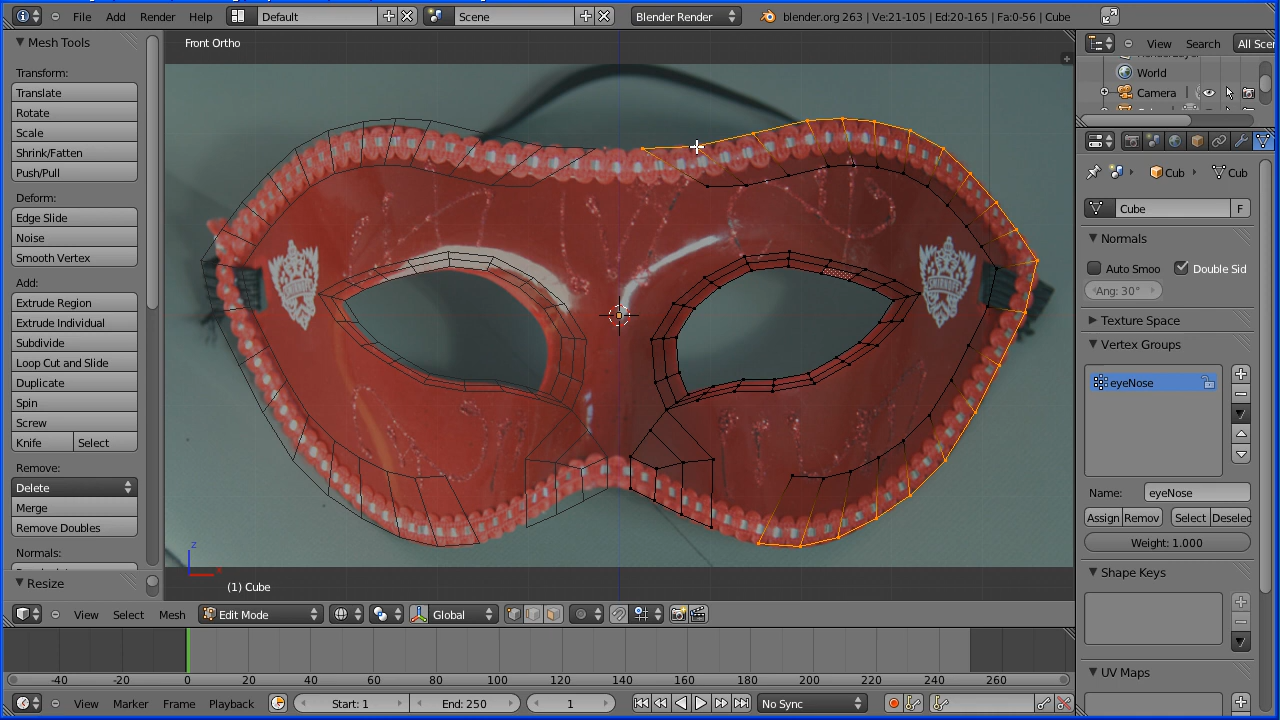 File Add Render Help Default Scene Blender Render blender.org 263 | Ve:21-105 | Ed:20-165 | Fa:0-56 | Cube
Mesh Tools
Transform:
Translate
Rotate
Scale
Shrink/Fatten
Push/Pull
Deform:
Edge Slide
Noise
Smooth Vertex
Add:
Extrude Region
Extrude Individual
Subdivide
Loop Cut and Slide
Duplicate
Spin
Screw
Knife Select
Remove:
Delete
Merge
Remove Doubles
Normals:
Resize
Front Ortho
z
(1) Cube
View Select Mesh Edit Mode Global
View Search All Scen
World
Camera
Cub Cub
Cube F
Normals
Auto Smoo Double Sid
Ang: 30°
Texture Space
Vertex Groups
eyeNose
Name: eyeNose
Assign Remov Select Deselec
Weight: 1.000
Shape Keys
UV Maps
-40 -20 0 20 40 60 80 100 120 140 160 180 200 220 240 260
View Marker Frame Playback Start: 1 End: 250 1 No Sync